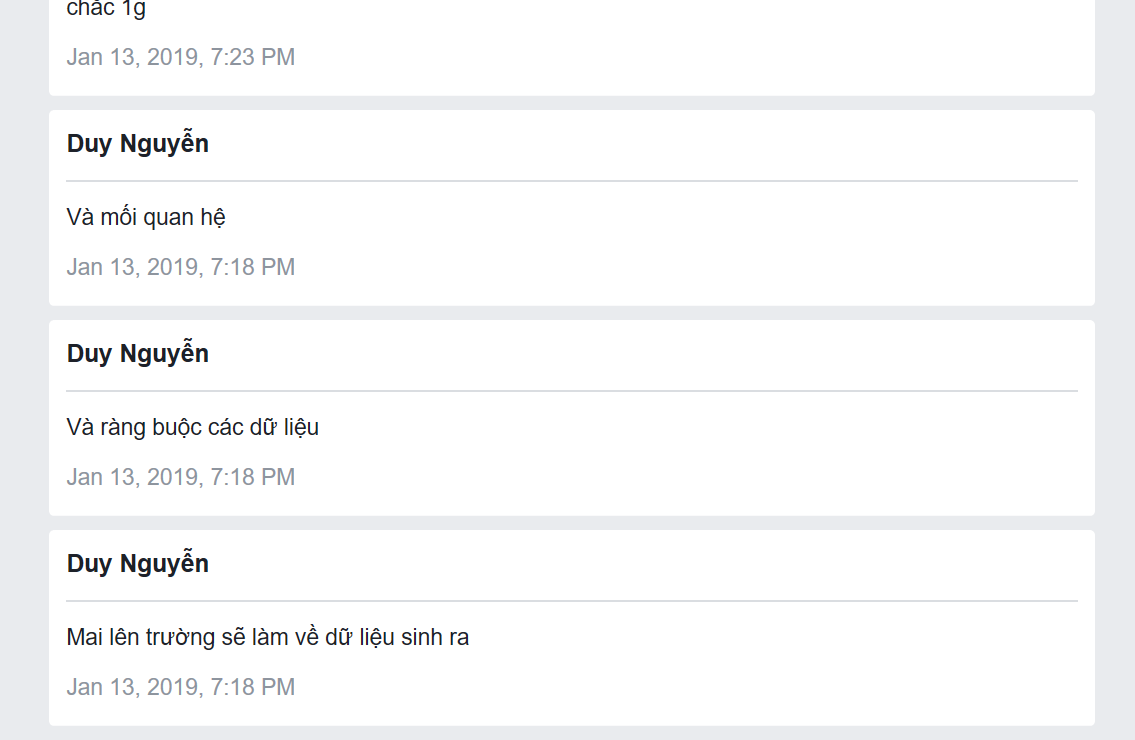 chắc 1g
Jan 13, 2019, 7:23 PM
Duy Nguyễn
Và mối quan hệ
Jan 13, 2019, 7:18 PM
Duy Nguyễn
Và ràng buộc các dữ liệu
Jan 13, 2019, 7:18 PM
Duy Nguyễn
Mai lên trường sẽ làm về dữ liệu sinh ra
Jan 13, 2019, 7:18 PM